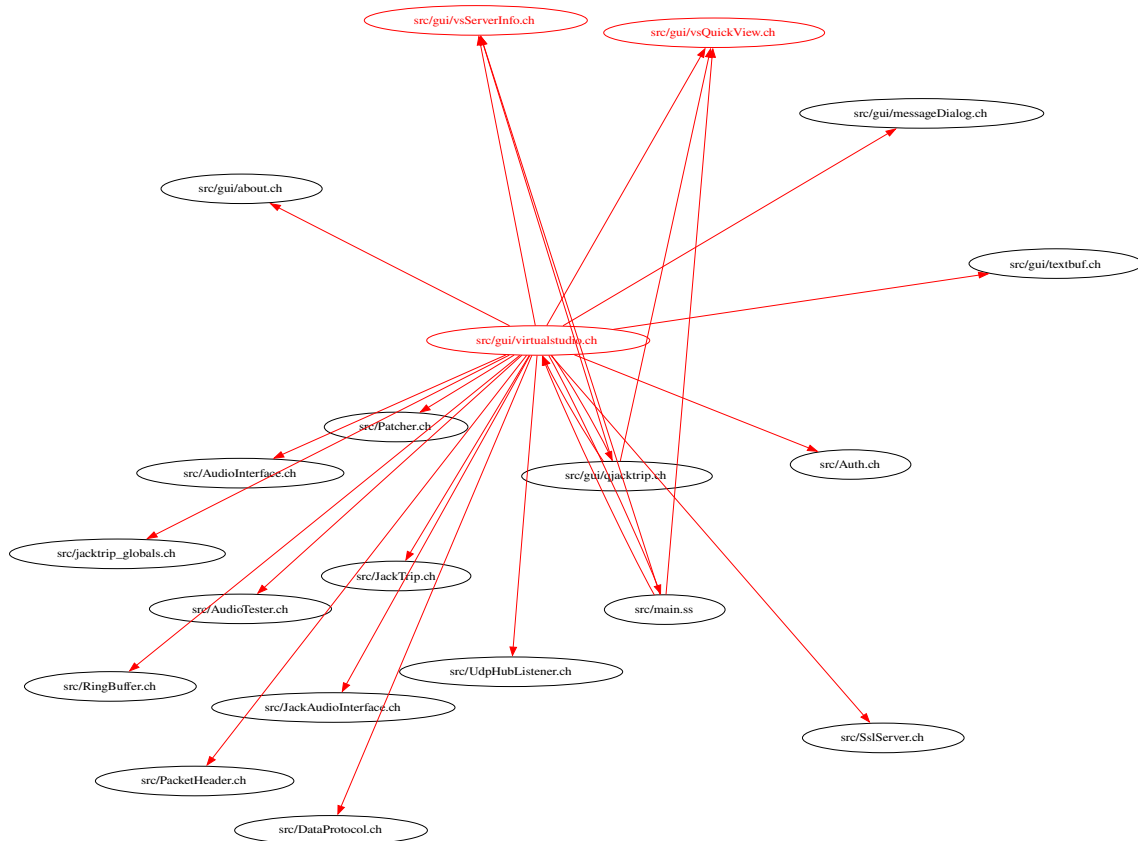 src/gui/vsServerInfo.ch
src/gui/vsQuickView.ch
src/gui/messageDialog.ch
src/gui/about.ch
src/gui/textbuf.ch
src/gui/virtualstudio.ch
src/Patcher.ch
src/AudioInterface.ch
src/gui/qjacktrip.ch
src/Auth.ch
src/jacktrip_globals.ch
src/JackTrip.ch
src/AudioTester.ch
src/main.ss
src/UdpHubListener.ch
src/RingBuffer.ch
src/JackAudioInterface.ch
src/SslServer.ch
src/PacketHeader.ch
src/DataProtocol.ch